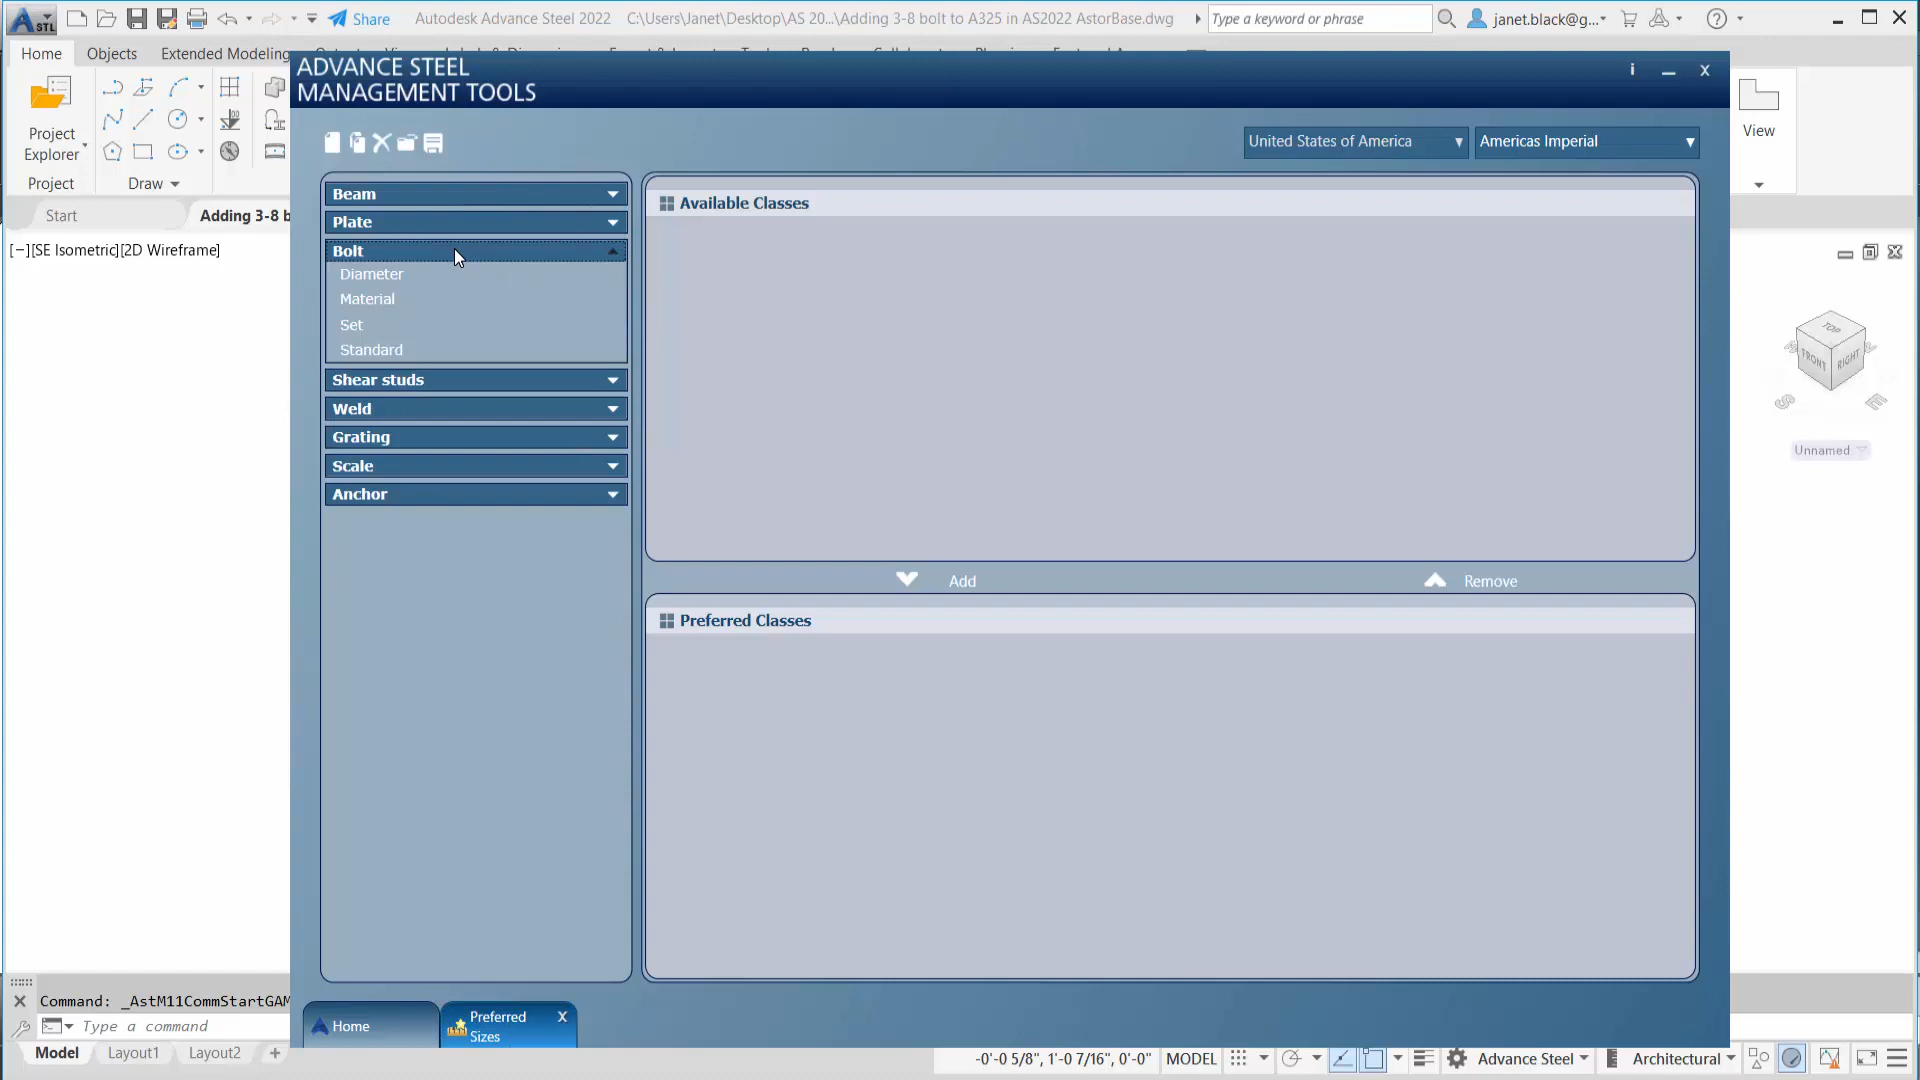 Share
Autodesk Advance Steel 2022
C:\Users\Janet\Desktop\AS 20...\Adding 3-8 bolt to A325 in AS2022 AstorBase.dwg
Type a keyword or phrase
janet.black@g...
Home
Objects
Extended Modeling
ADVANCE STEEL
MANAGEMENT TOOLS
i
x
Project
Explorer
Project
Draw
View
United States of America
Americas Imperial
Start
Adding 3-8 b
[−][SE Isometric][2D Wireframe]
Beam
Plate
Bolt
Diameter
Material
Set
Standard
Shear studs
Weld
Grating
Scale
Anchor
Available Classes
Add
Remove
Preferred Classes
TOP
FRONT
RIGHT
S
E
Unnamed
Command: _AstM11CommStartGAM
Type a command
Home
Preferred
Sizes
X
Model
Layout1
Layout2
+
-0'-0 5/8", 1'-0 7/16", 0'-0"
MODEL
Advance Steel
Architectural